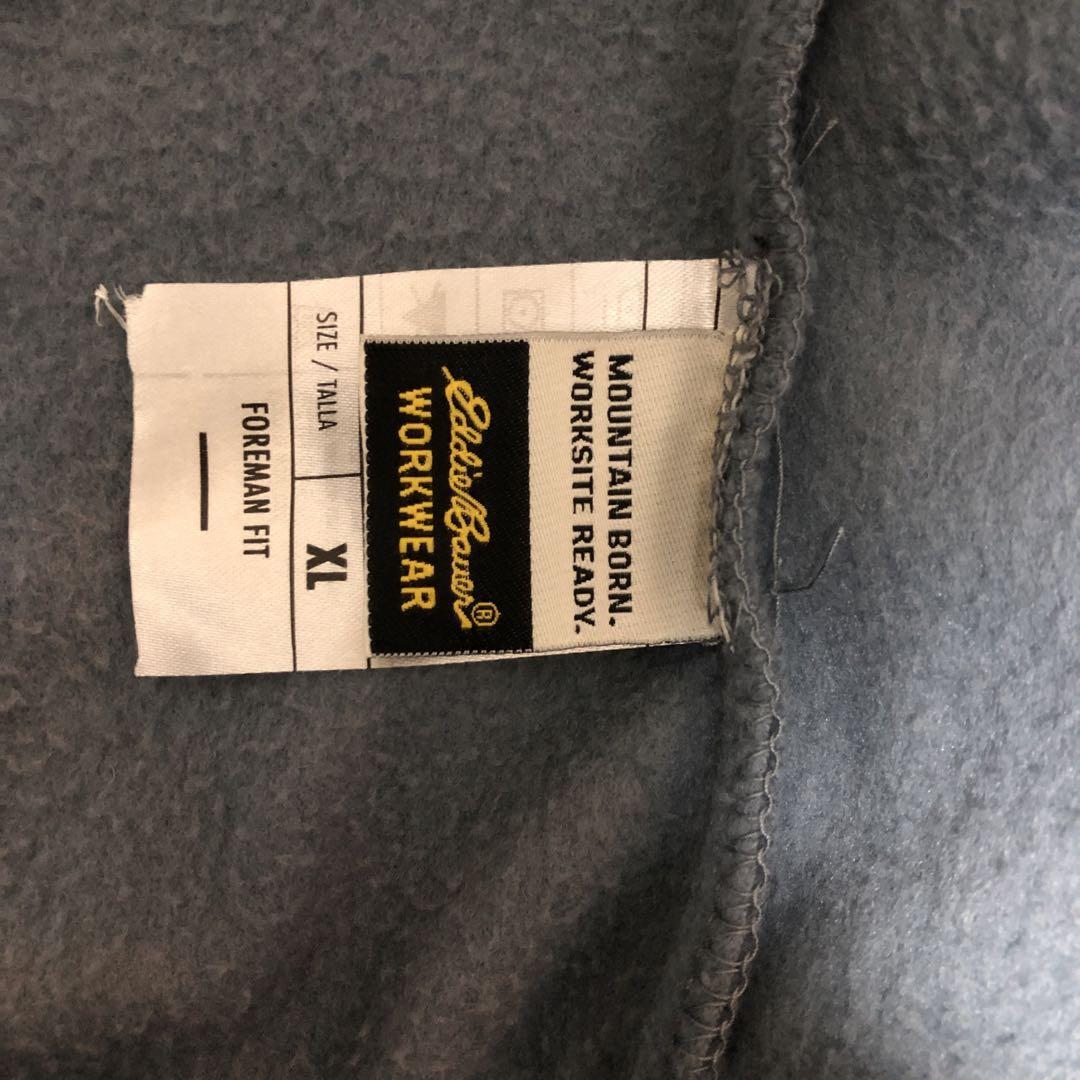 MOUNTAIN BORN.
WORKSITE READY.
Eddie Bauer®
WORKWEAR
SIZE / TALLA
XL
FOREMAN FIT